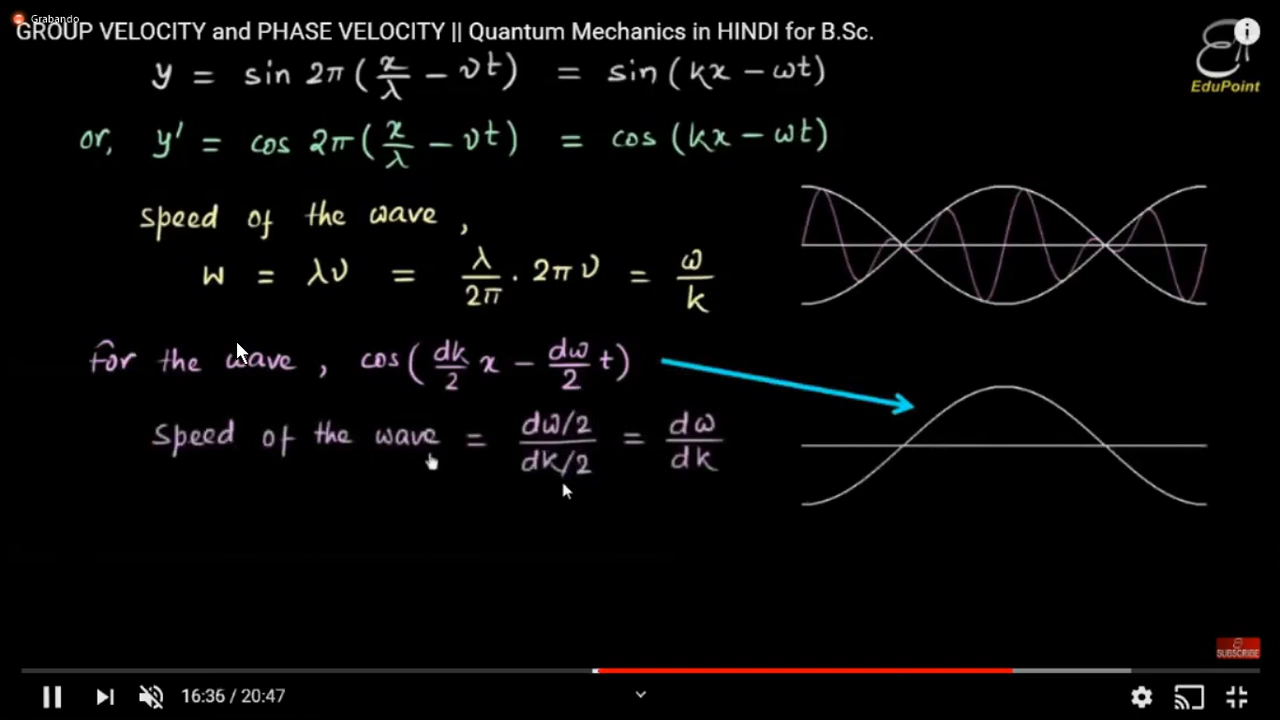 Grabando
GROUP VELOCITY and PHASE VELOCITY || Quantum Mechanics in HINDI for B.Sc.
y = sin 2π (x/λ − νt) = sin (kx − ωt)
EduPoint
or, y' = cos 2π (x/λ − νt) = cos (kx − ωt)
speed of the wave,
w = λν = λ/2π · 2πν = ω/k
For the wave, cos(dk/2 x − dω/2 t)
Speed of the wave = dω/2 / dk/2 = dω/dk
SUBSCRIBE
16:36 / 20:47